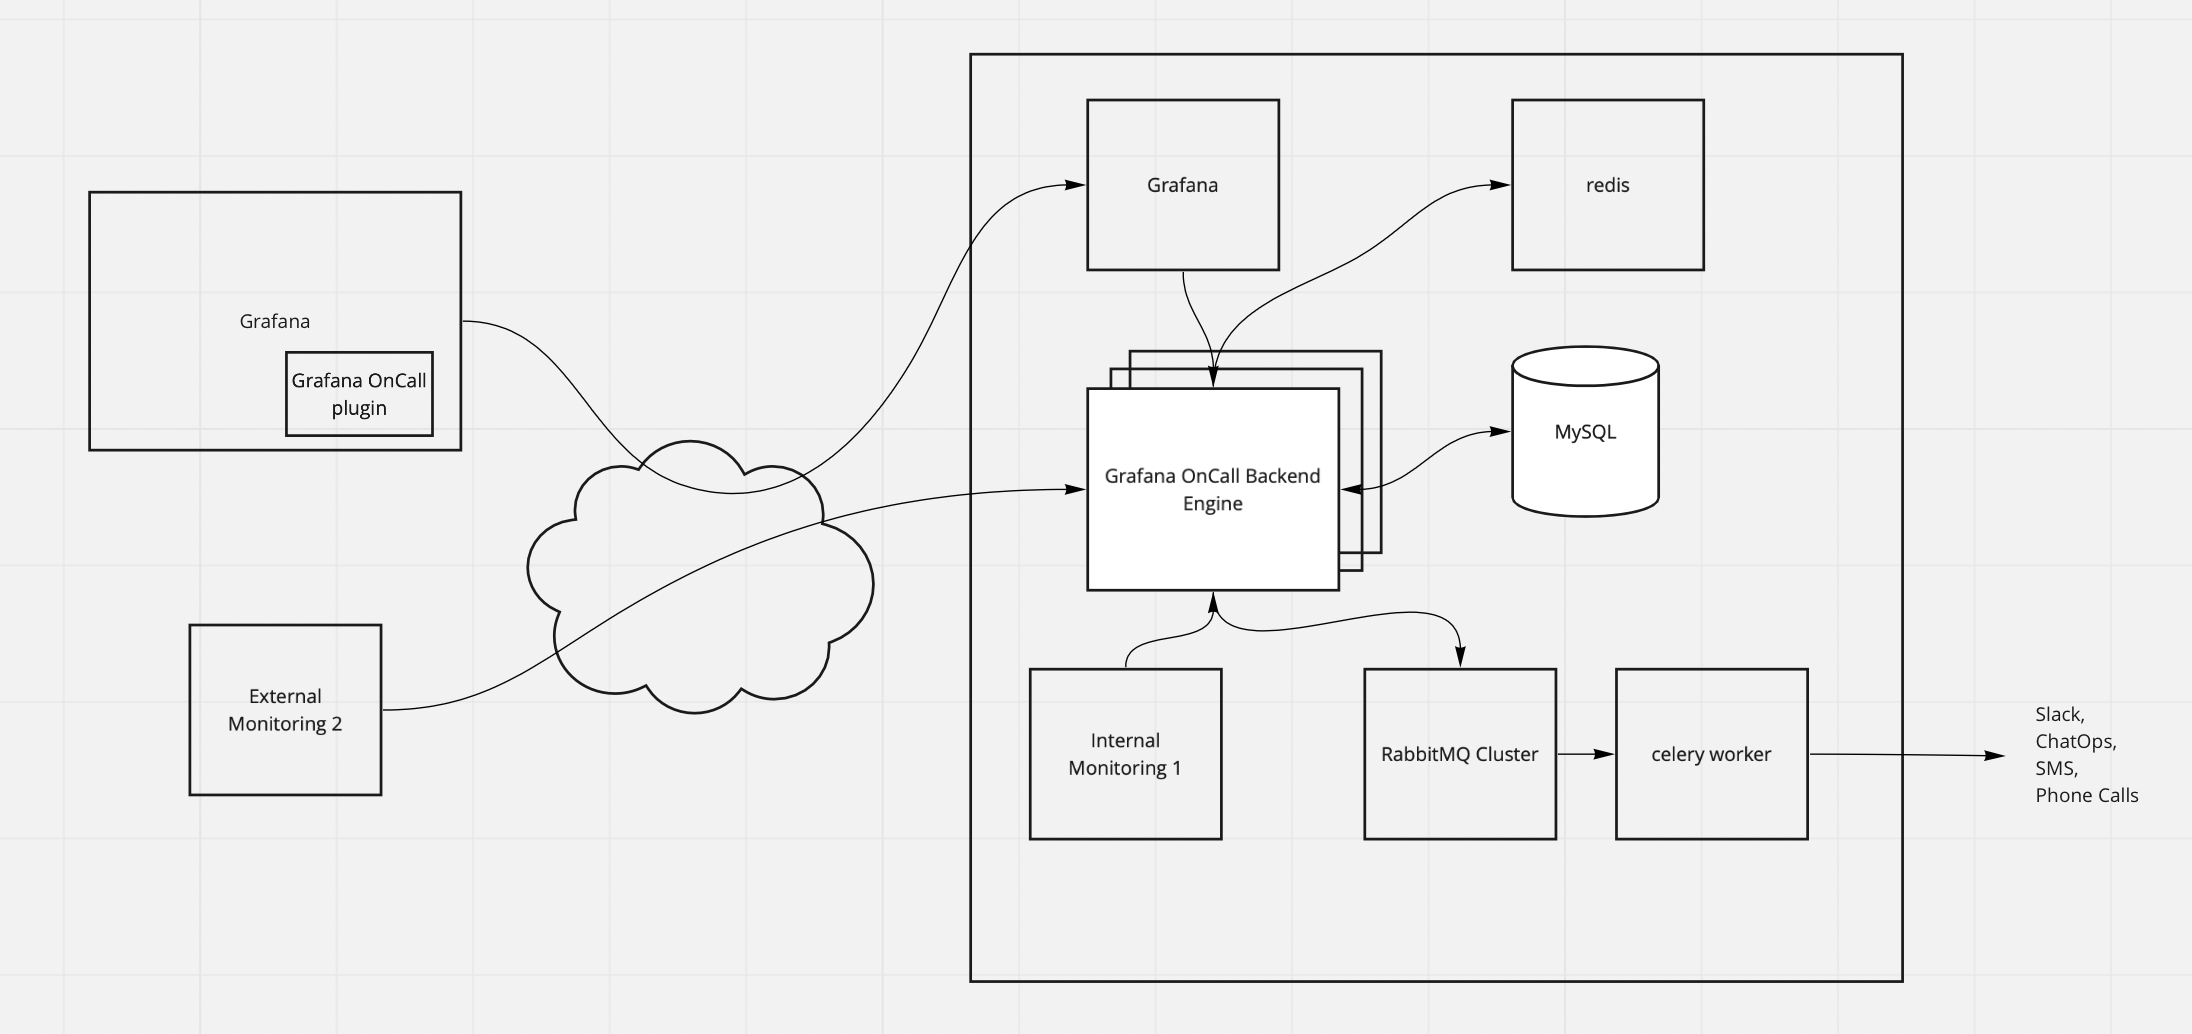 Grafana
Grafana OnCall
plugin
External
Monitoring 2
Grafana
redis
Grafana OnCall Backend
Engine
MySQL
Internal
Monitoring 1
RabbitMQ Cluster
celery worker
Slack,
ChatOps,
SMS,
Phone Calls